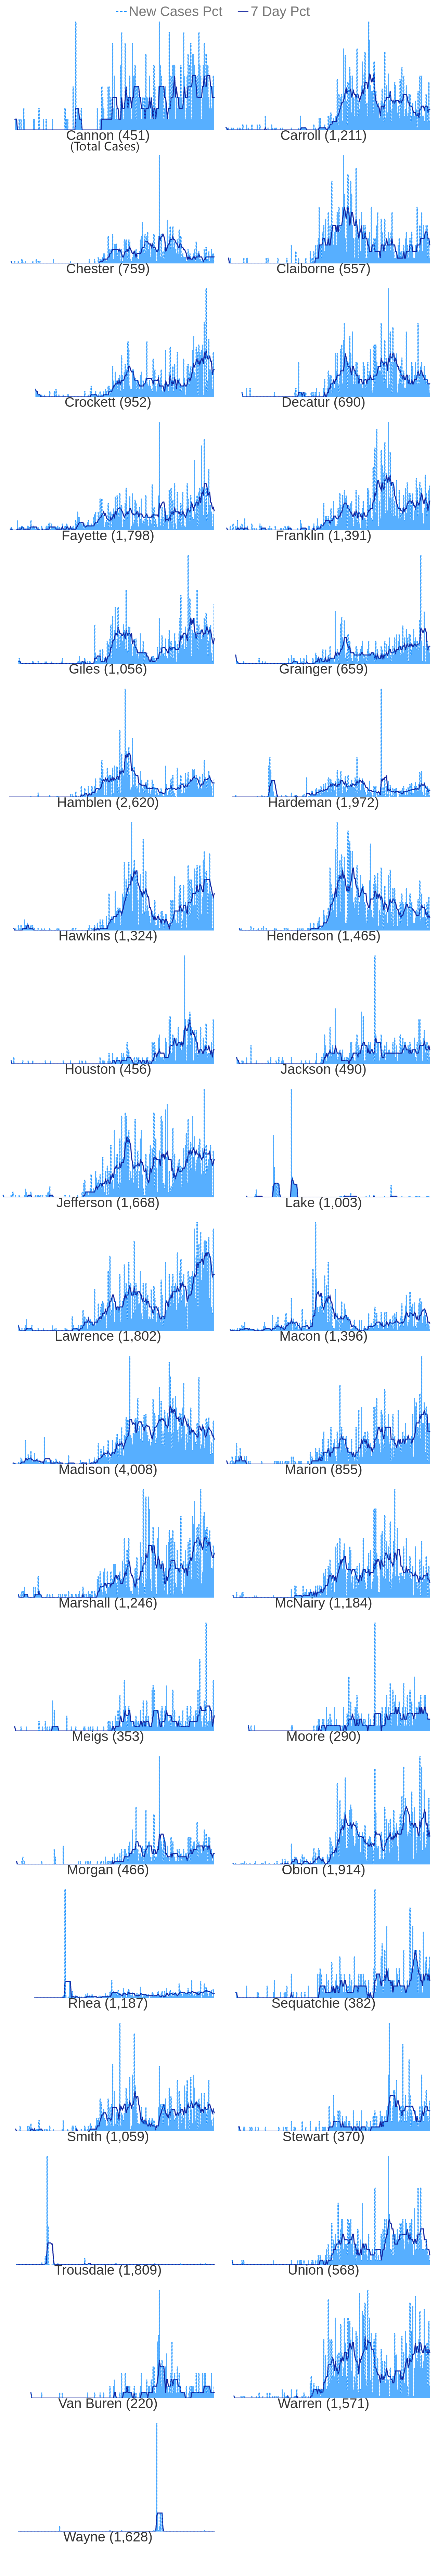 New Cases Pct 7 Day Pct
Cannon (451) Carroll (1,211)
(Total Cases)
Chester (759) Claiborne (557)
Crockett (952) Decatur (690)
Fayette (1,798) Franklin (1,391)
Giles (1,056) Grainger (659)
Hamblen (2,620) Hardeman (1,972)
Hawkins (1,324) Henderson (1,465)
Houston (456) Jackson (490)
Jefferson (1,668) Lake (1,003)
Lawrence (1,802) Macon (1,396)
Madison (4,008) Marion (855)
Marshall (1,246) McNairy (1,184)
Meigs (353) Moore (290)
Morgan (466) Obion (1,914)
Rhea (1,187) Sequatchie (382)
Smith (1,059) Stewart (370)
Trousdale (1,809) Union (568)
Van Buren (220) Warren (1,571)
Wayne (1,628)